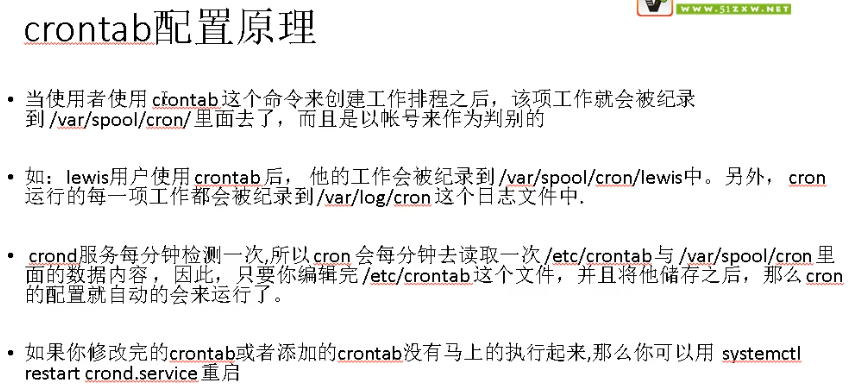 WWW.51ZXW.NET
crontab配置原理
• 当使用者使用 crontab 这个命令来创建工作排程之后，该项工作就会被纪录
到 /var/spool/cron/ 里面去了，而且是以帐号来作为判别的
• 如：lewis用户使用 crontab 后， 他的工作会被纪录到 /var/spool/cron/lewis中。另外， cron
运行的每一项工作都会被纪录到 /var/log/cron 这个日志文件中.
• crond服务每分钟检测一次,所以 cron 会每分钟去读取一次 /etc/crontab 与 /var/spool/cron 里
面的数据内容 ，因此，只要你编辑完 /etc/crontab 这个文件，并且将他储存之后，那么 cron
的配置就自动的会来运行了。
• 如果你修改完的crontab或者添加的crontab没有马上的执行起来,那么你可以用 systemctl
restart crond.service 重启